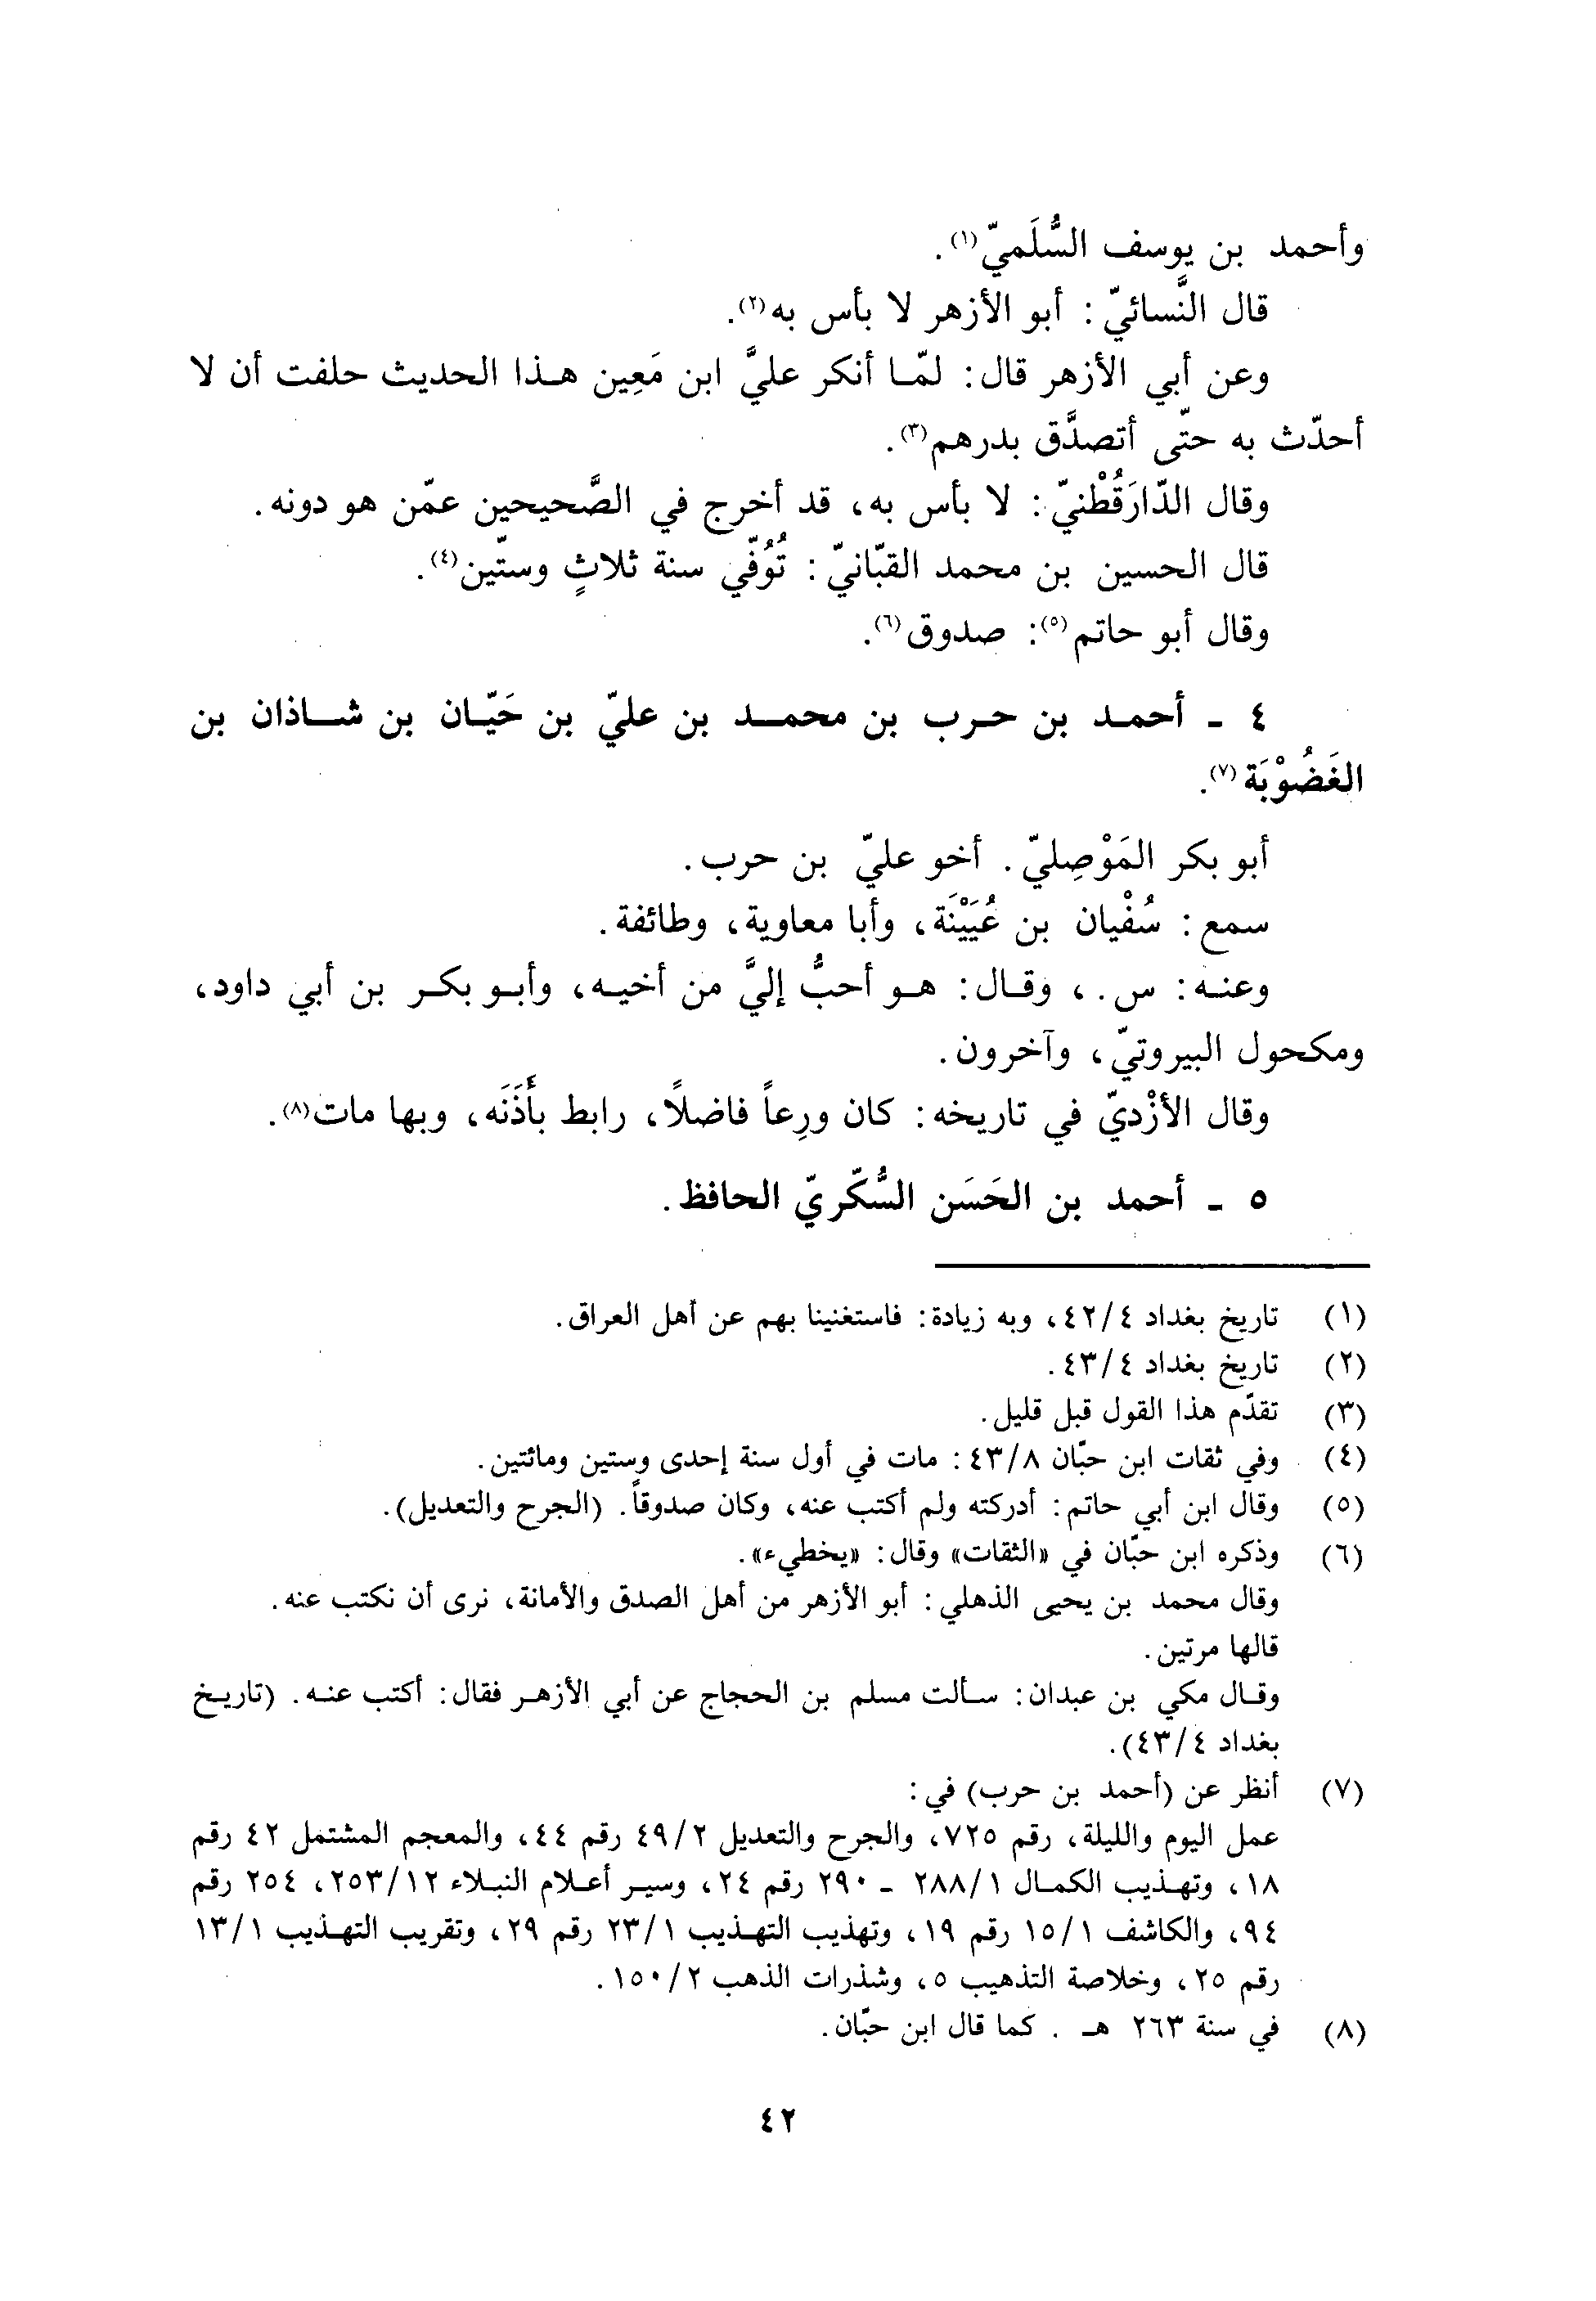 وأحمد بن يوسف السُّلَميّ(١).
قال النَّسائيّ: أبو الأزهر لا بأس به(٢).
وعن أبي الأزهر قال: لمّا أنكر عليَّ ابن مَعِين هذا الحديث حلفت أن لا
أحدّث به حتّى أتصدَّق بدرهم(٣).
وقال الدّارَقُطْنيّ: لا بأس به، قد أخرج في الصَّحيحين عمّن هو دونه.
قال الحسين بن محمد القبّانيّ: تُوُفّي سنة ثلاثٍ وستّين(٤).
وقال أبو حاتم(٥): صدوق(٦).
٤ - أحمد بن حرب بن محمد بن عليّ بن حَيّان بن شاذان بن
الغَضُوْبَة(٧).
أبو بكر المَوْصِليّ. أخو عليّ بن حرب.
سمع: سُفْيان بن عُيَيْنَة، وأبا معاوية، وطائفة.
وعنه: س.، وقال: هو أحبُّ إليَّ من أخيه، وأبو بكر بن أبي داود،
ومكحول البيروتيّ، وآخرون.
وقال الأزْديّ في تاريخه: كان ورِعاً فاضلاً، رابط بأَذَنَه، وبها مات(٨).
٥ - أحمد بن الحَسَن السُّكّريّ الحافظ.
(١) تاريخ بغداد ٤/٤٢، وبه زيادة: فاستغنينا بهم عن أهل العراق.
(٢) تاريخ بغداد ٤/٤٣.
(٣) تقدّم هذا القول قبل قليل.
(٤) وفي ثقات ابن حبّان ٨/٤٣: مات في أول سنة إحدى وستين ومائتين.
(٥) وقال ابن أبي حاتم: أدركته ولم أكتب عنه، وكان صدوقاً. (الجرح والتعديل).
(٦) وذكره ابن حبّان في «الثقات» وقال: «يخطيء».
وقال محمد بن يحيى الذهلي: أبو الأزهر من أهل الصدق والأمانة، نرى أن نكتب عنه.
قالها مرتين.
وقال مكي بن عبدان: سألت مسلم بن الحجاج عن أبي الأزهر فقال: أكتب عنه. (تاريخ
بغداد ٤/٤٣).
(٧) أنظر عن (أحمد بن حرب) في:
عمل اليوم والليلة، رقم ٧٢٥، والجرح والتعديل ٢/٤٩ رقم ٤٤، والمعجم المشتمل ٤٢ رقم
١٨، وتهذيب الكمال ١/٢٨٨ - ٢٩٠ رقم ٢٤، وسير أعلام النبلاء ١٢/٢٥٣، ٢٥٤ رقم
٩٤، والكاشف ١/١٥ رقم ١٩، وتهذيب التهذيب ١/٢٣ رقم ٢٩، وتقريب التهذيب ١/١٣
رقم ٢٥، وخلاصة التذهيب ٥، وشذرات الذهب ٢/١٥٠.
(٨) في سنة ٢٦٣ هـ. كما قال ابن حبّان.
٤٢